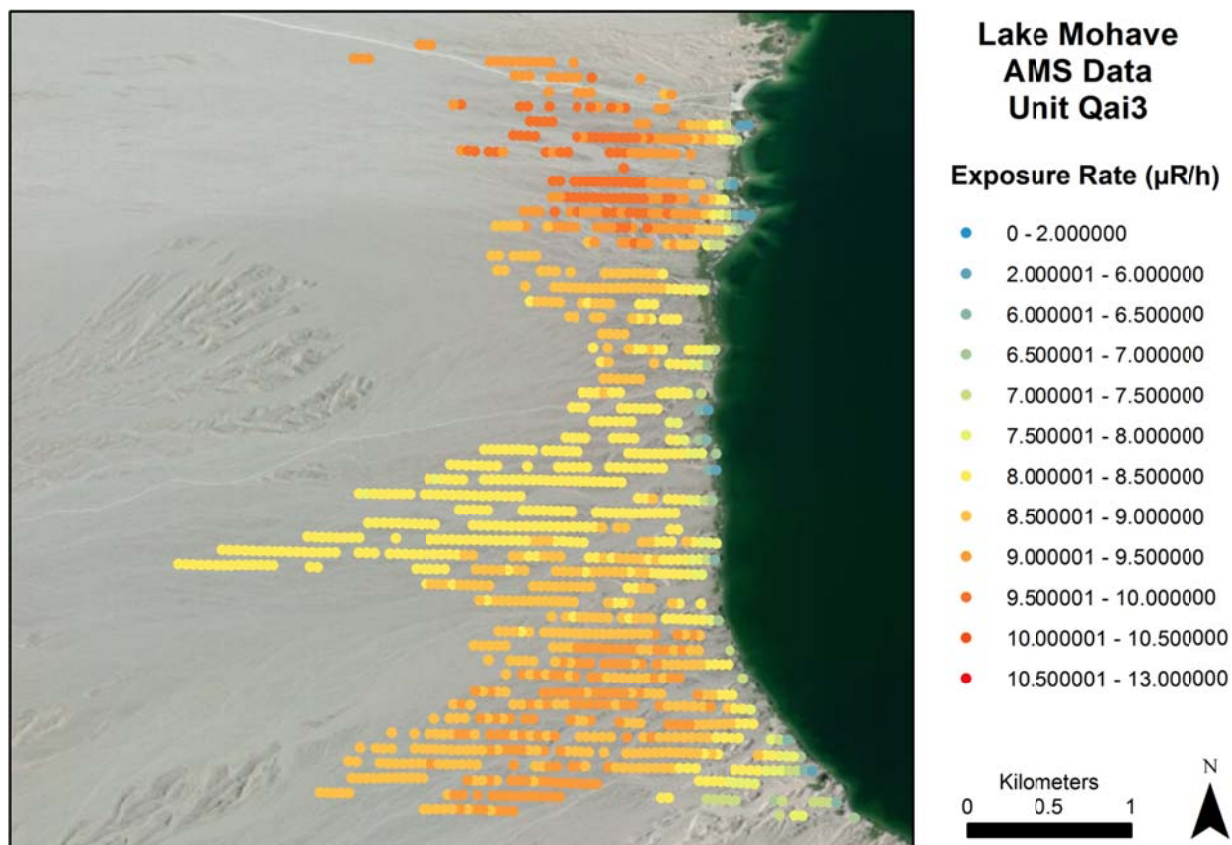 Lake Mohave
AMS Data
Unit Qai3
Exposure Rate (µR/h)
0 - 2.000000
2.000001 - 6.000000
6.000001 - 6.500000
6.500001 - 7.000000
7.000001 - 7.500000
7.500001 - 8.000000
8.000001 - 8.500000
8.500001 - 9.000000
9.000001 - 9.500000
9.500001 - 10.000000
10.000001 - 10.500000
10.500001 - 13.000000
Kilometers
0 0.5 1
N